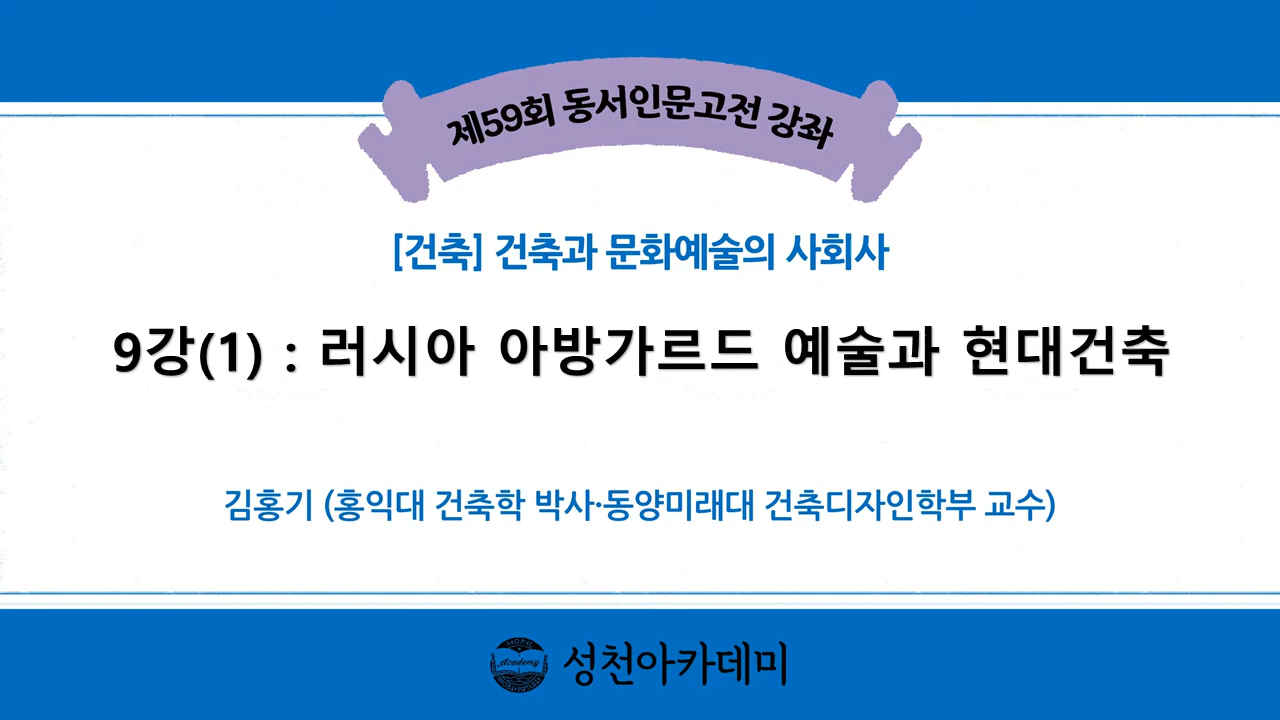 제59회 동서인문고전 강좌
[건축] 건축과 문화예술의 사회사
9강(1) : 러시아 아방가르드 예술과 현대건축
김홍기 (홍익대 건축학 박사·동양미래대 건축디자인학부 교수)
Academy
성천아카데미